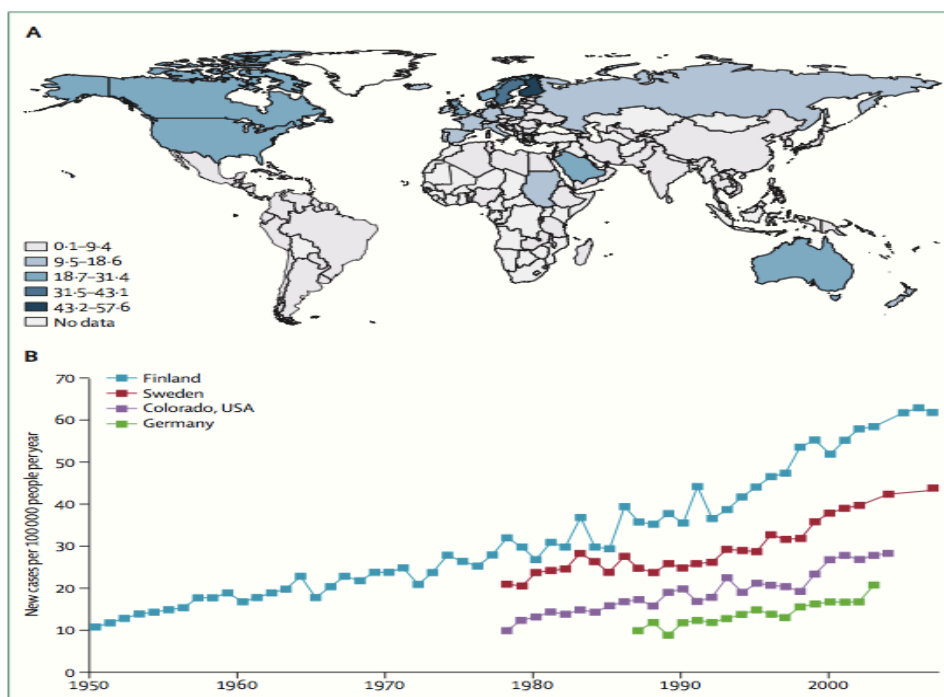 A
0·1–9·4
9·5–18·6
18·7–31·4
31·5–43·1
43·2–57·6
No data
B
70
60
50
40
30
20
10
0
New cases per 100 000 people per year
Finland
Sweden
Colorado, USA
Germany
1950 1960 1970 1980 1990 2000